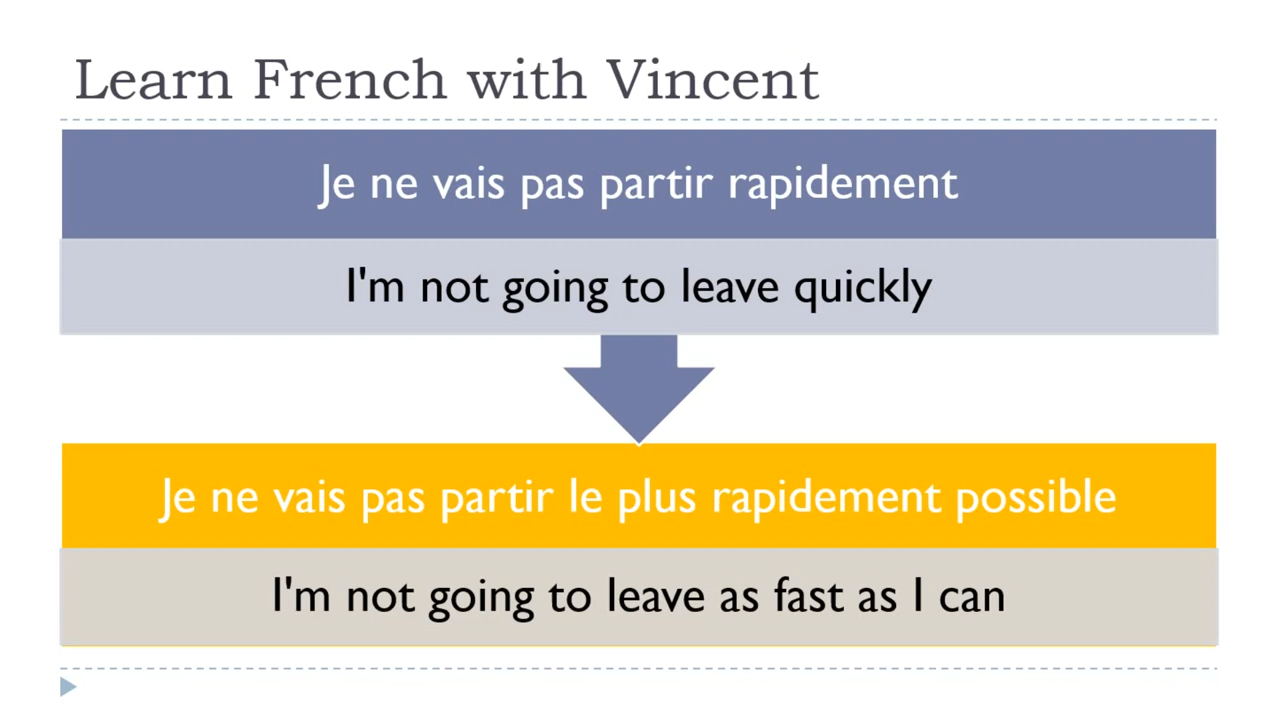 Learn French with Vincent
Je ne vais pas partir rapidement
I'm not going to leave quickly
Je ne vais pas partir le plus rapidement possible
I'm not going to leave as fast as I can